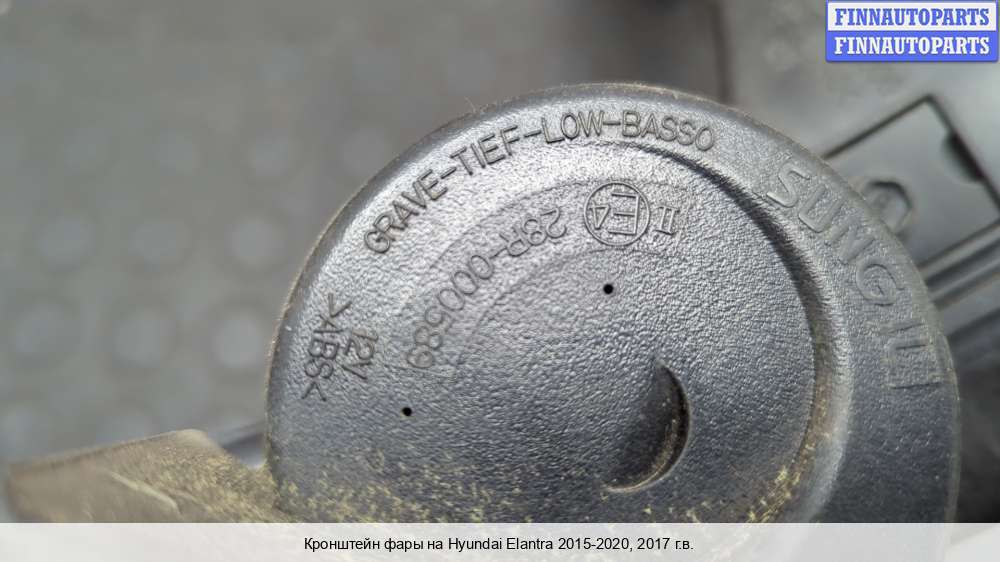 FINNAUTOPARTS
FINNAUTOPARTS
GRAVE-TIEF-LOW-BASSO
SUNG IL
II E4
28R-000589
12V
>ABS<
Кронштейн фары на Hyundai Elantra 2015-2020, 2017 г.в.